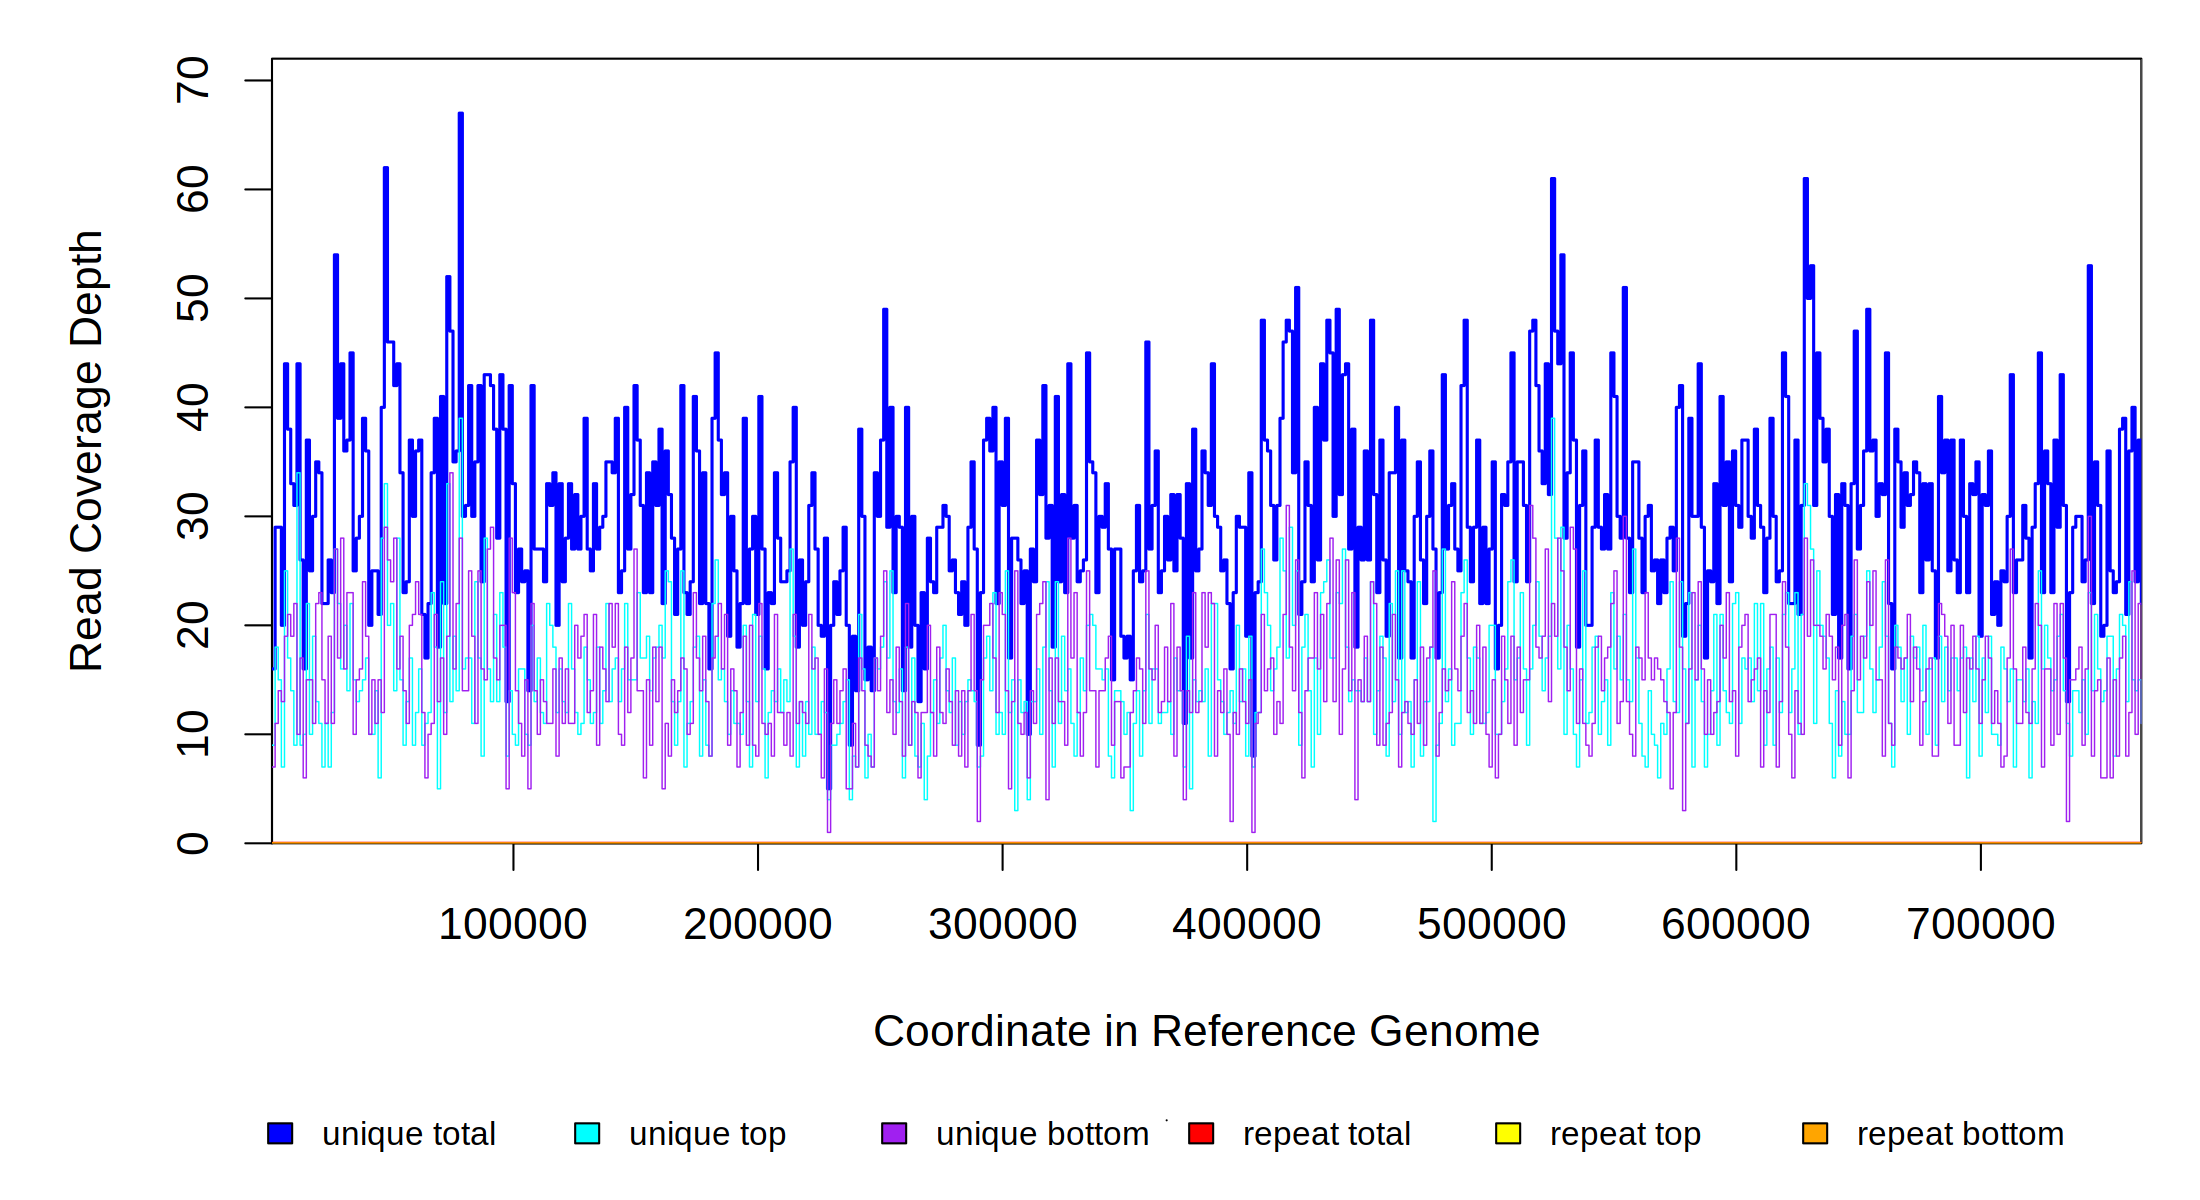 70
60
50
40
30
20
10
0
Read Coverage Depth
100000 200000 300000 400000 500000 600000 700000
Coordinate in Reference Genome
unique total unique top unique bottom repeat total repeat top repeat bottom